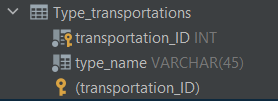 Type_transportations
transportation_ID INT
type_name VARCHAR(45)
(transportation_ID)